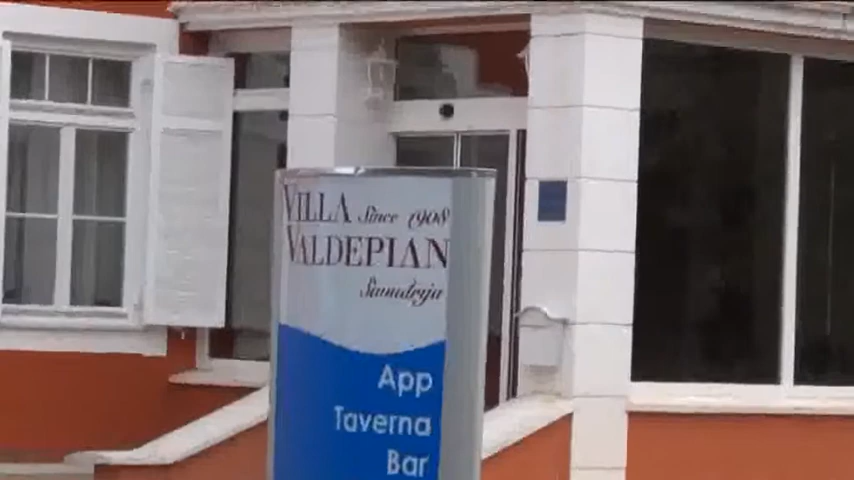 VILLA Since 1908
VALDEPIAN
Savudrija
App
Taverna
Bar